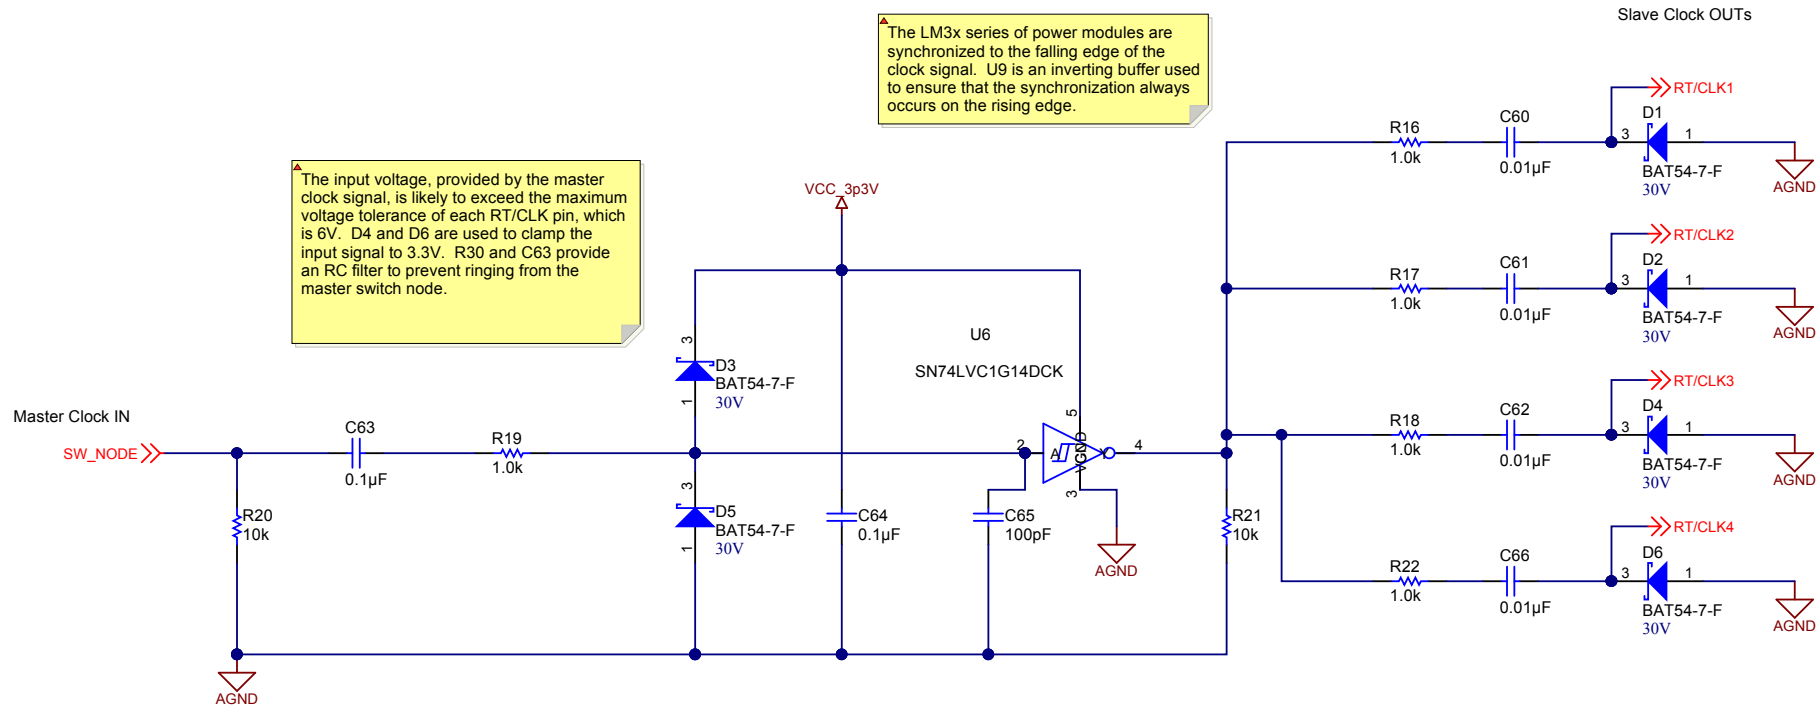 Slave Clock OUTs
The LM3x series of power modules are
synchronized to the falling edge of the
clock signal.  U9 is an inverting buffer used
to ensure that the synchronization always
occurs on the rising edge.
The input voltage, provided by the master
clock signal, is likely to exceed the maximum
voltage tolerance of each RT/CLK pin, which
is 6V.  D4 and D6 are used to clamp the
input signal to 3.3V.  R30 and C63 provide
an RC filter to prevent ringing from the
master switch node.
RT/CLK1
R16
1.0k
C60
0.01µF
D1
3
1
BAT54-7-F
30V
AGND
VCC_3p3V
RT/CLK2
R17
1.0k
C61
0.01µF
D2
3
1
BAT54-7-F
30V
AGND
U6
SN74LVC1G14DCK
3
D3
BAT54-7-F
1
30V
RT/CLK3
R18
1.0k
C62
0.01µF
D4
3
1
BAT54-7-F
30V
AGND
Master Clock IN
SW_NODE
C63
0.1µF
R19
1.0k
2
A
VCC
GND
Y
5
4
3
R20
10k
3
D5
BAT54-7-F
1
30V
C64
0.1µF
C65
100pF
AGND
R21
10k
RT/CLK4
R22
1.0k
C66
0.01µF
D6
3
1
BAT54-7-F
30V
AGND
AGND